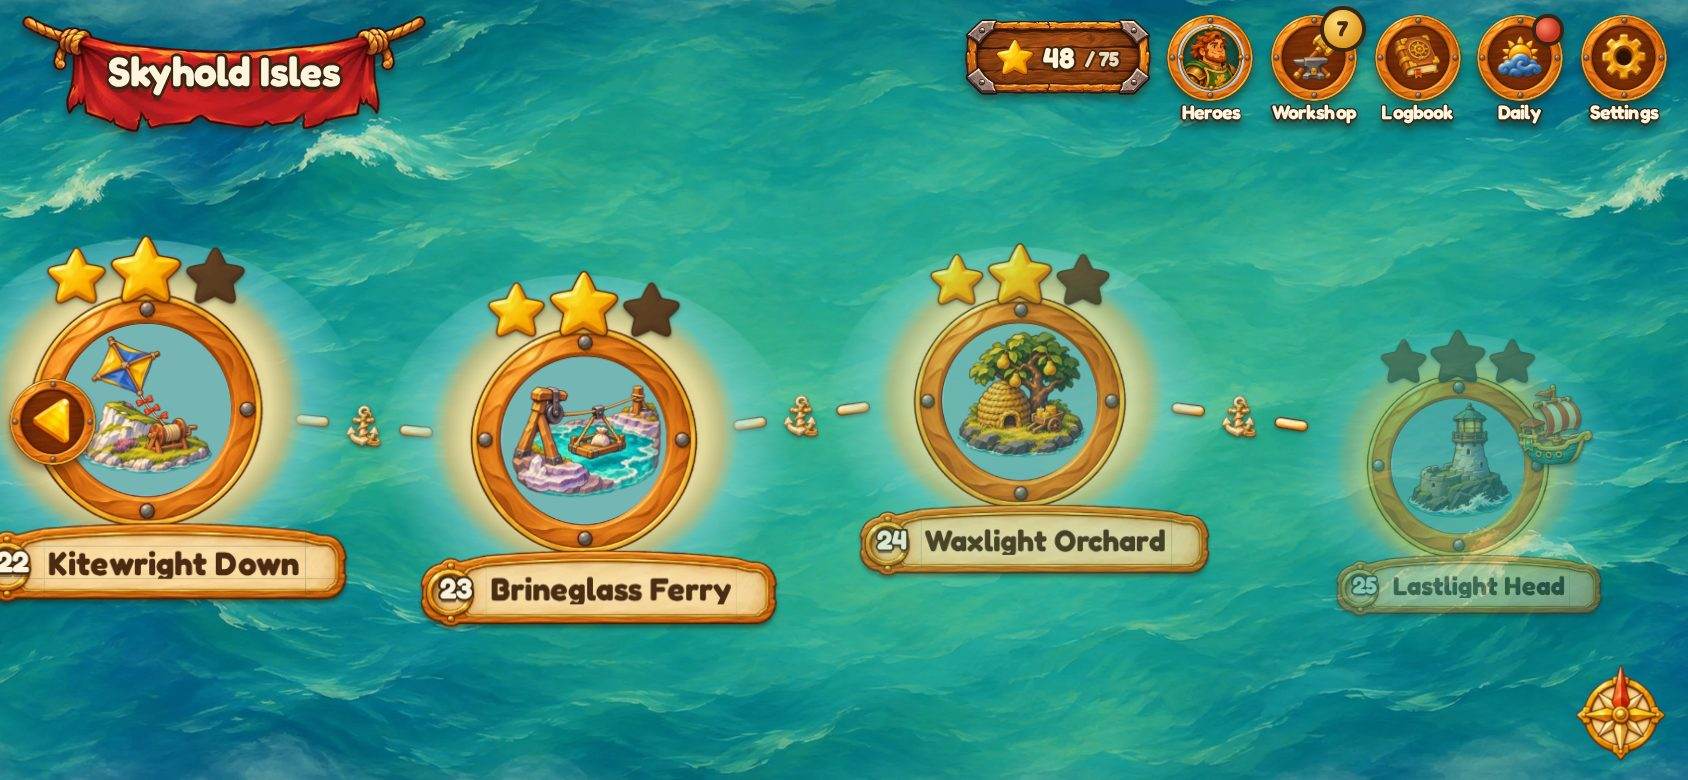 Skyhold Isles
48 / 75
7
Heroes
Workshop
Logbook
Daily
Settings
22 Kitewright Down
23 Brineglass Ferry
24 Waxlight Orchard
25 Lastlight Head